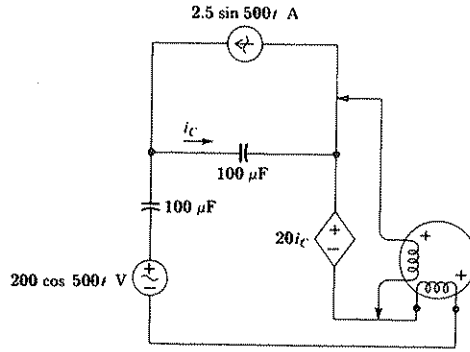 2.5 sin 500t A
i_C
100 μF
100 μF
+
20i_C
−
200 cos 500t V
+
−
+
+